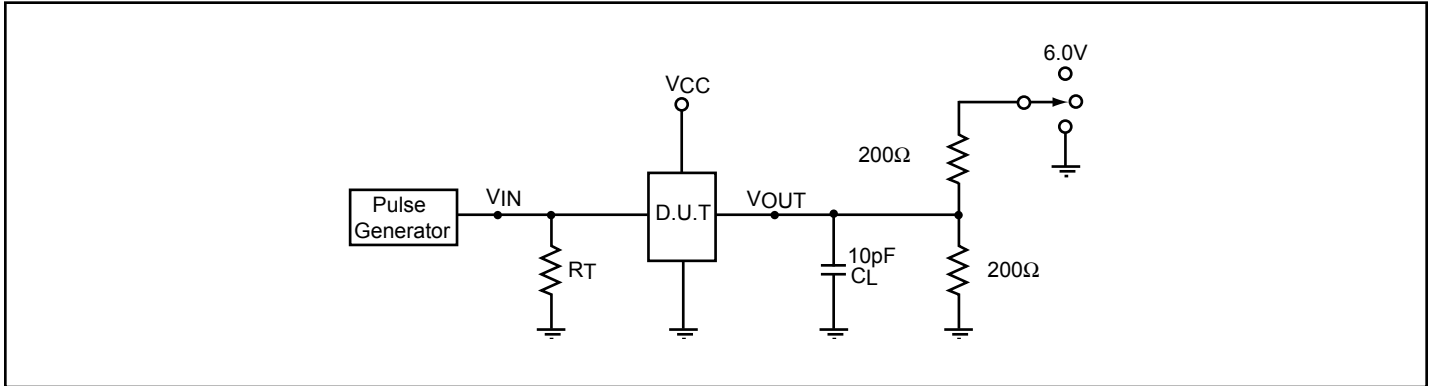 6.0V
VCC
200Ω
Pulse
Generator
VIN
D.U.T
VOUT
RT
10pF
CL
200Ω